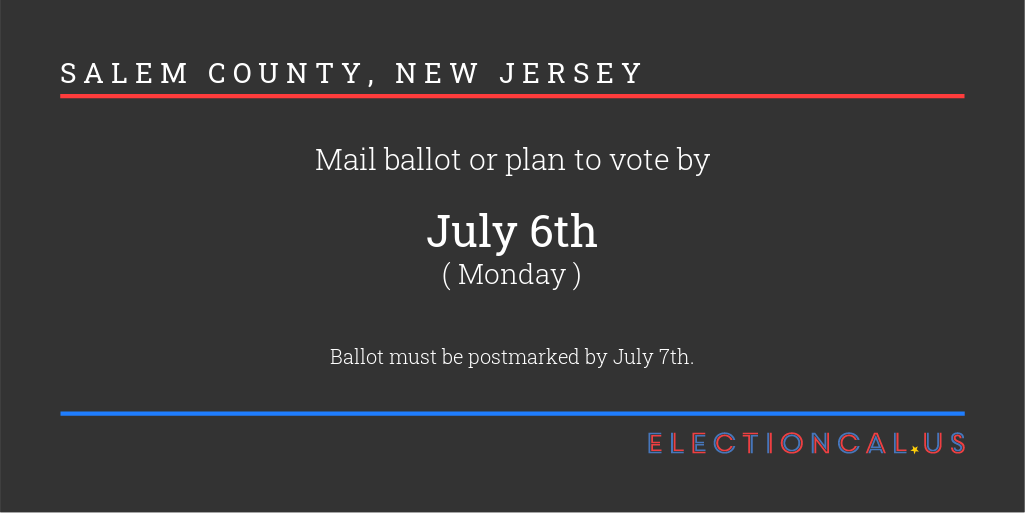 SALEM COUNTY, NEW JERSEY
Mail ballot or plan to vote by
July 6th
( Monday )
Ballot must be postmarked by July 7th.
ELECTIONCAL.US